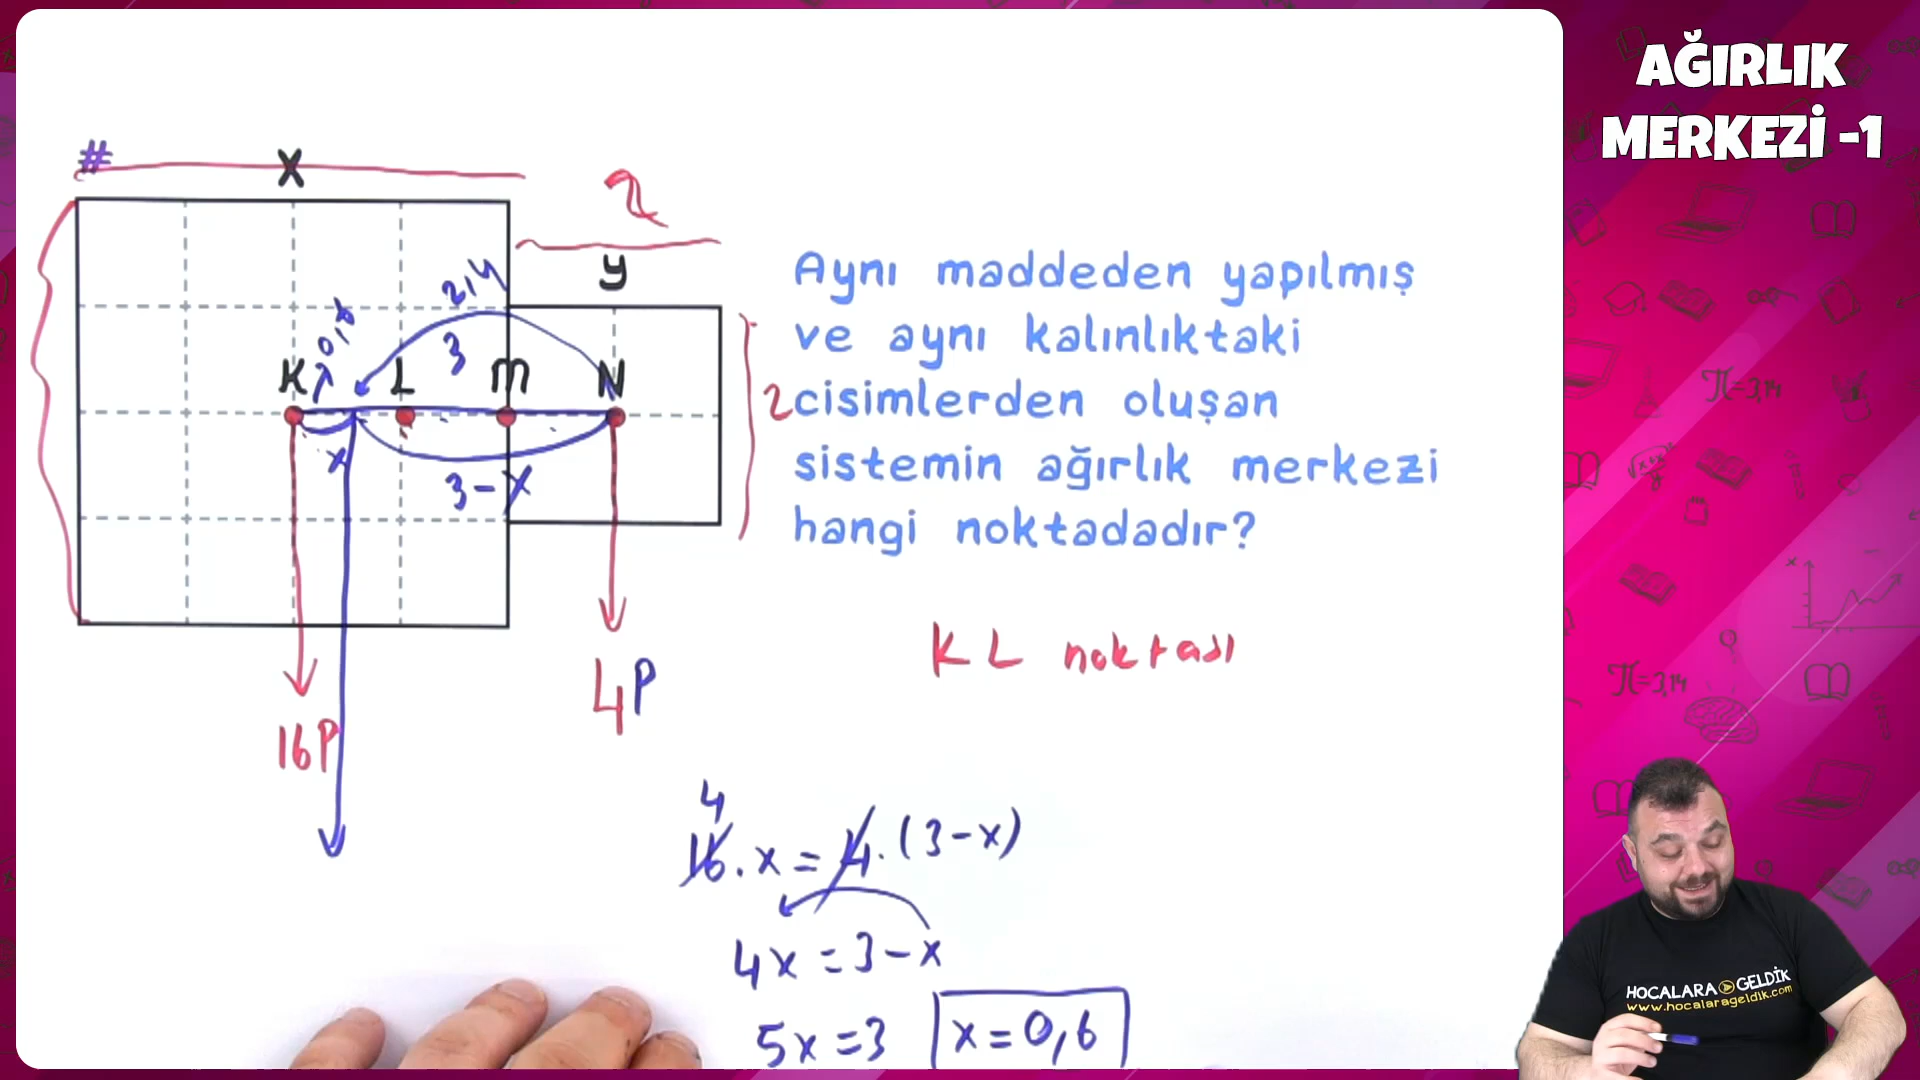 AĞIRLIK
MERKEZİ -1
#
X
2
y
Aynı maddeden yapılmış
ve aynı kalınlıktaki
cisimlerden oluşan
sistemin ağırlık merkezi
hangi noktadadır?
2,4
0,6
3
K L M N
2
x
3-x
KL noktası
4P
16P
4
16.x=4.(3-x)
4x=3-x
5x=3 x=0,6
π=3,14
π=3,14
HOCALARA GELDİK
www.hocalarageldik.com